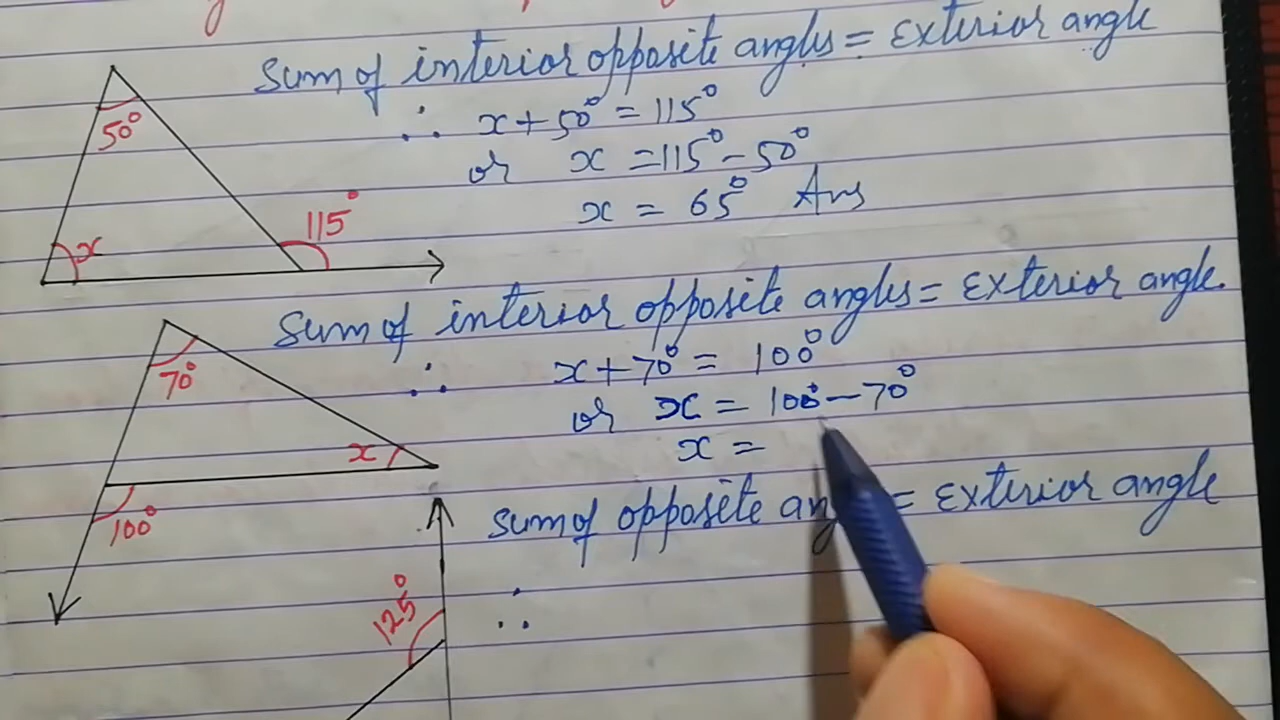 Sum of interior opposite angles = Exterior angle
50°
∴ x + 50° = 115°
or x = 115° - 50°
x = 65° Ans
115°
x
Sum of interior opposite angles = Exterior angle.
70°
∴ x + 70° = 100°
or x = 100° - 70°
x =
x
100°
Sum of opposite = Exterior angle
125°
∴